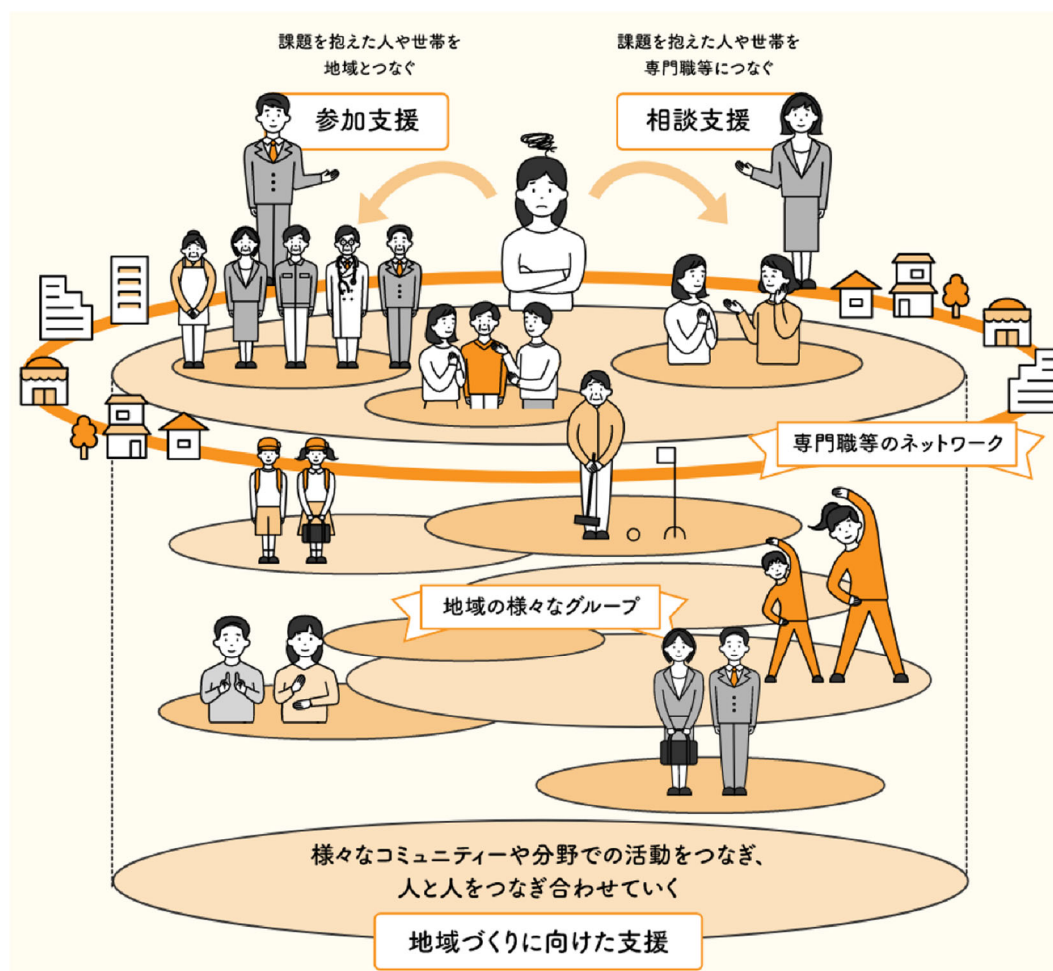 課題を抱えた人や世帯を
地域とつなぐ
参加支援
課題を抱えた人や世帯を
専門職等につなぐ
相談支援
専門職等のネットワーク
地域の様々なグループ
様々なコミュニティーや分野での活動をつなぎ、
人と人をつなぎ合わせていく
地域づくりに向けた支援